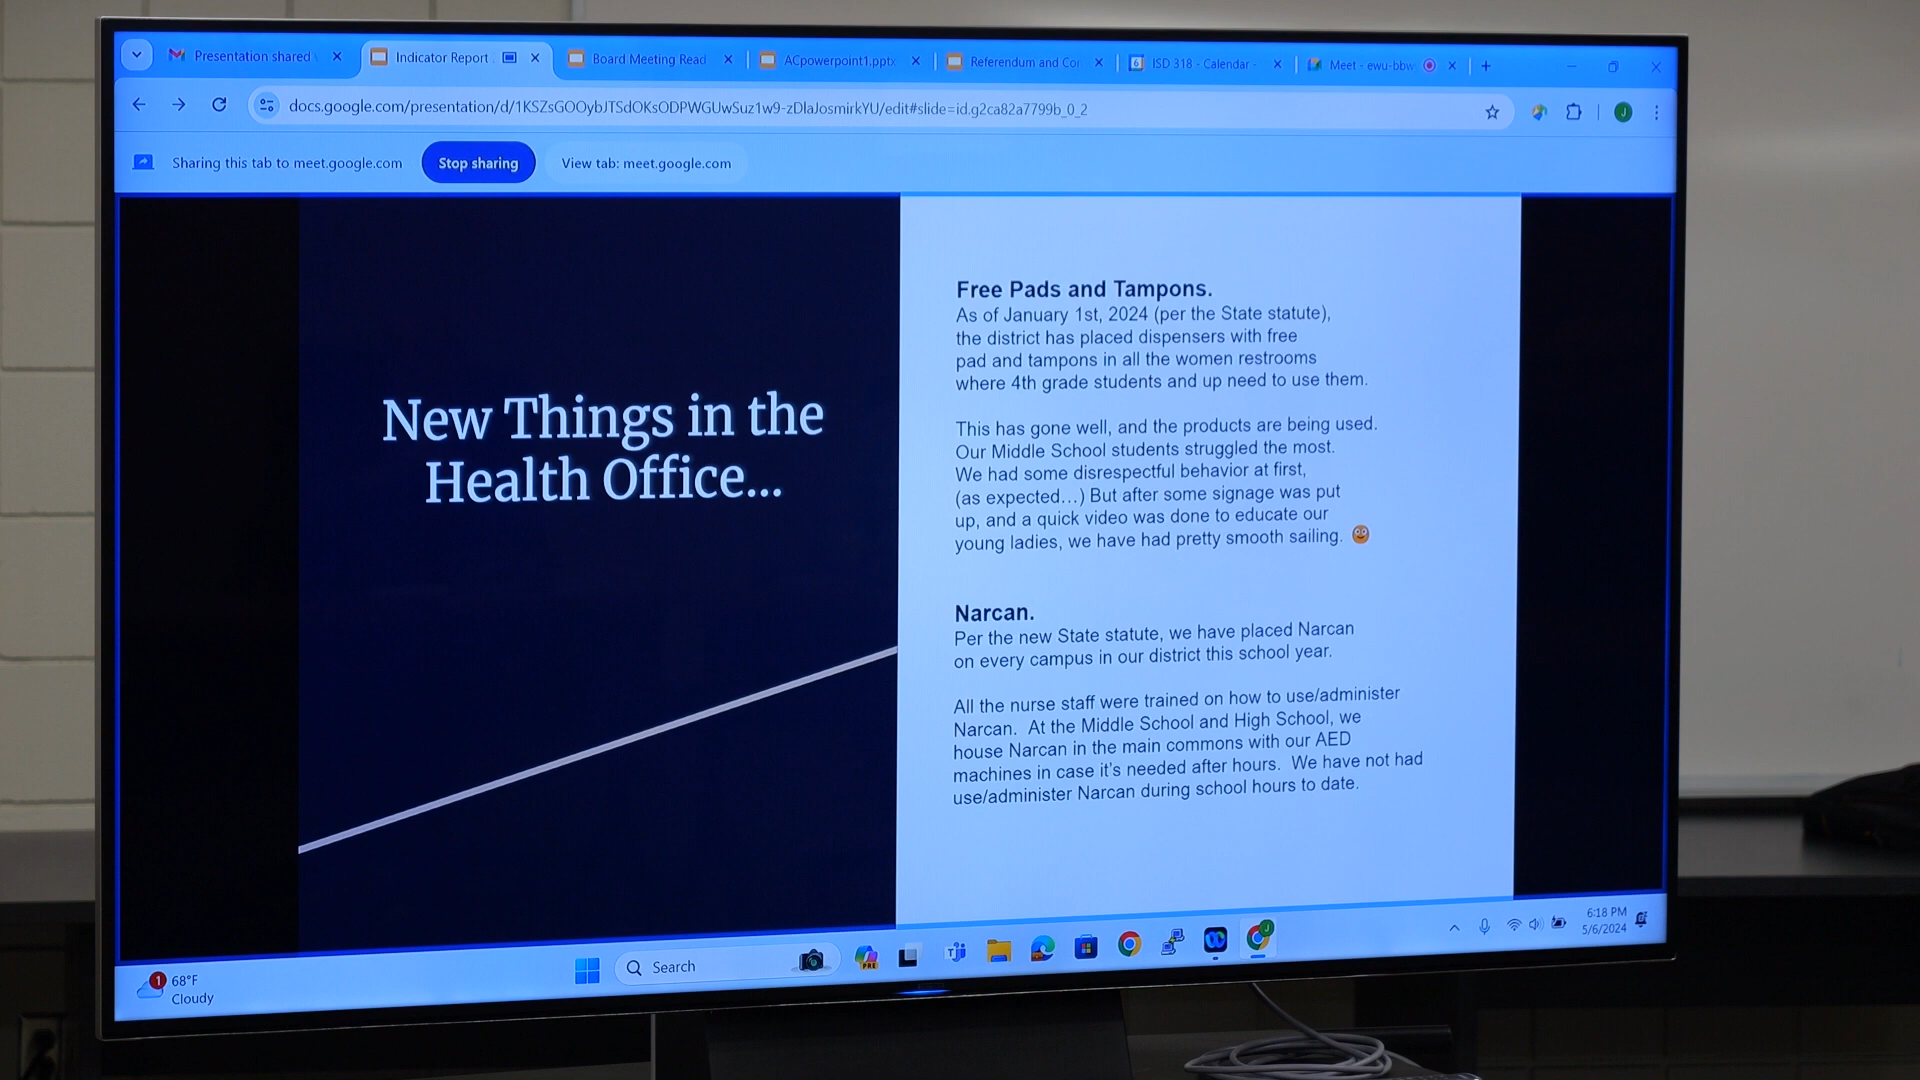 Presentation shared
Indicator Report
Board Meeting Read
ACpowerpoint1.pptx
Referendum and Co
ISD 318 - Calendar -
Meet - ewu-bbw
docs.google.com/presentation/d/1KSZsGOOybJTSdOKsODPWGUwSuz1w9-zDlaJosmirkYU/edit#slide=id.g2ca82a7799b_0_2
J
Sharing this tab to meet.google.com
Stop sharing
View tab: meet.google.com
New Things in the
Health Office...
Free Pads and Tampons.
As of January 1st, 2024 (per the State statute),
the district has placed dispensers with free
pad and tampons in all the women restrooms
where 4th grade students and up need to use them.
This has gone well, and the products are being used.
Our Middle School students struggled the most.
We had some disrespectful behavior at first,
(as expected...) But after some signage was put
up, and a quick video was done to educate our
young ladies, we have had pretty smooth sailing.
Narcan.
Per the new State statute, we have placed Narcan
on every campus in our district this school year.
All the nurse staff were trained on how to use/administer
Narcan. At the Middle School and High School, we
house Narcan in the main commons with our AED
machines in case it's needed after hours. We have not had
use/administer Narcan during school hours to date.
1
68°F
Cloudy
Search
PRE
J
6:18 PM
5/6/2024